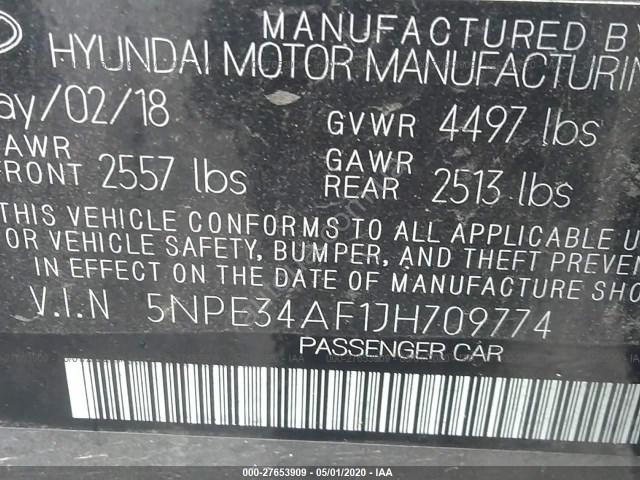 MANUFACTURED B
HYUNDAI MOTOR MANUFACTURIN
ay/02/18
GVWR 4497 lbs
GAWR
FRONT 2557 lbs
GAWR
REAR 2513 lbs
THIS VEHICLE CONFORMS TO ALL APPLICABLE U
OR VEHICLE SAFETY, BUMPER, AND THEFT PREVEN
IN EFFECT ON THE DATE OF MANUFACTURE SHO
V.I.N 5NPE34AF1JH709774
PASSENGER CAR
000-27653909 - 05/01/2020 - IAA